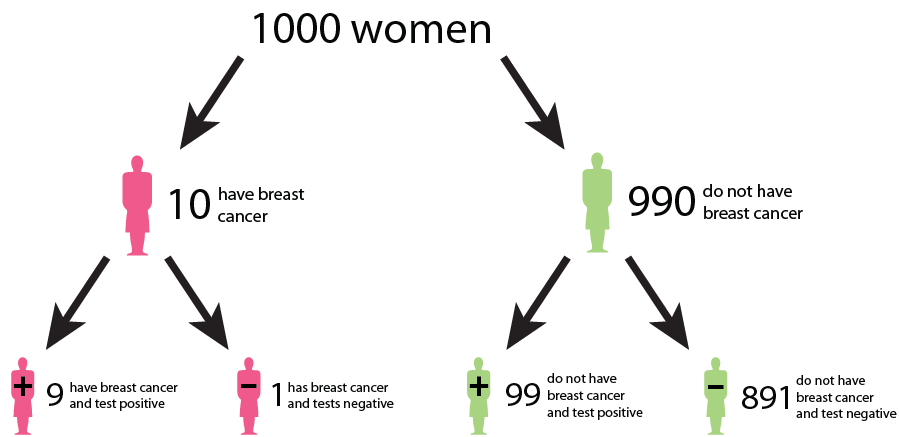 1000 women
10 have breast
cancer
990 do not have
breast cancer
+
9 have breast cancer
and test positive
-
1 has breast cancer
and tests negative
+
99 do not have
breast cancer
and test positive
-
891 do not have
breast cancer
and test negative